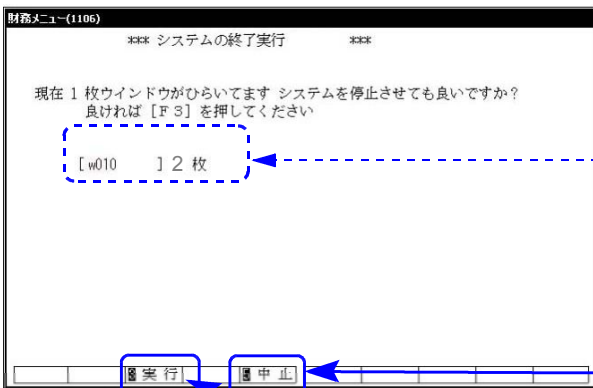 財務メニュー(1106)
*** システムの終了実行 ***
現在 1 枚ウインドウがひらいてます システムを停止させても良いですか?
良ければ [F3] を押してください
[w010 ]2 枚
実 行
中 止